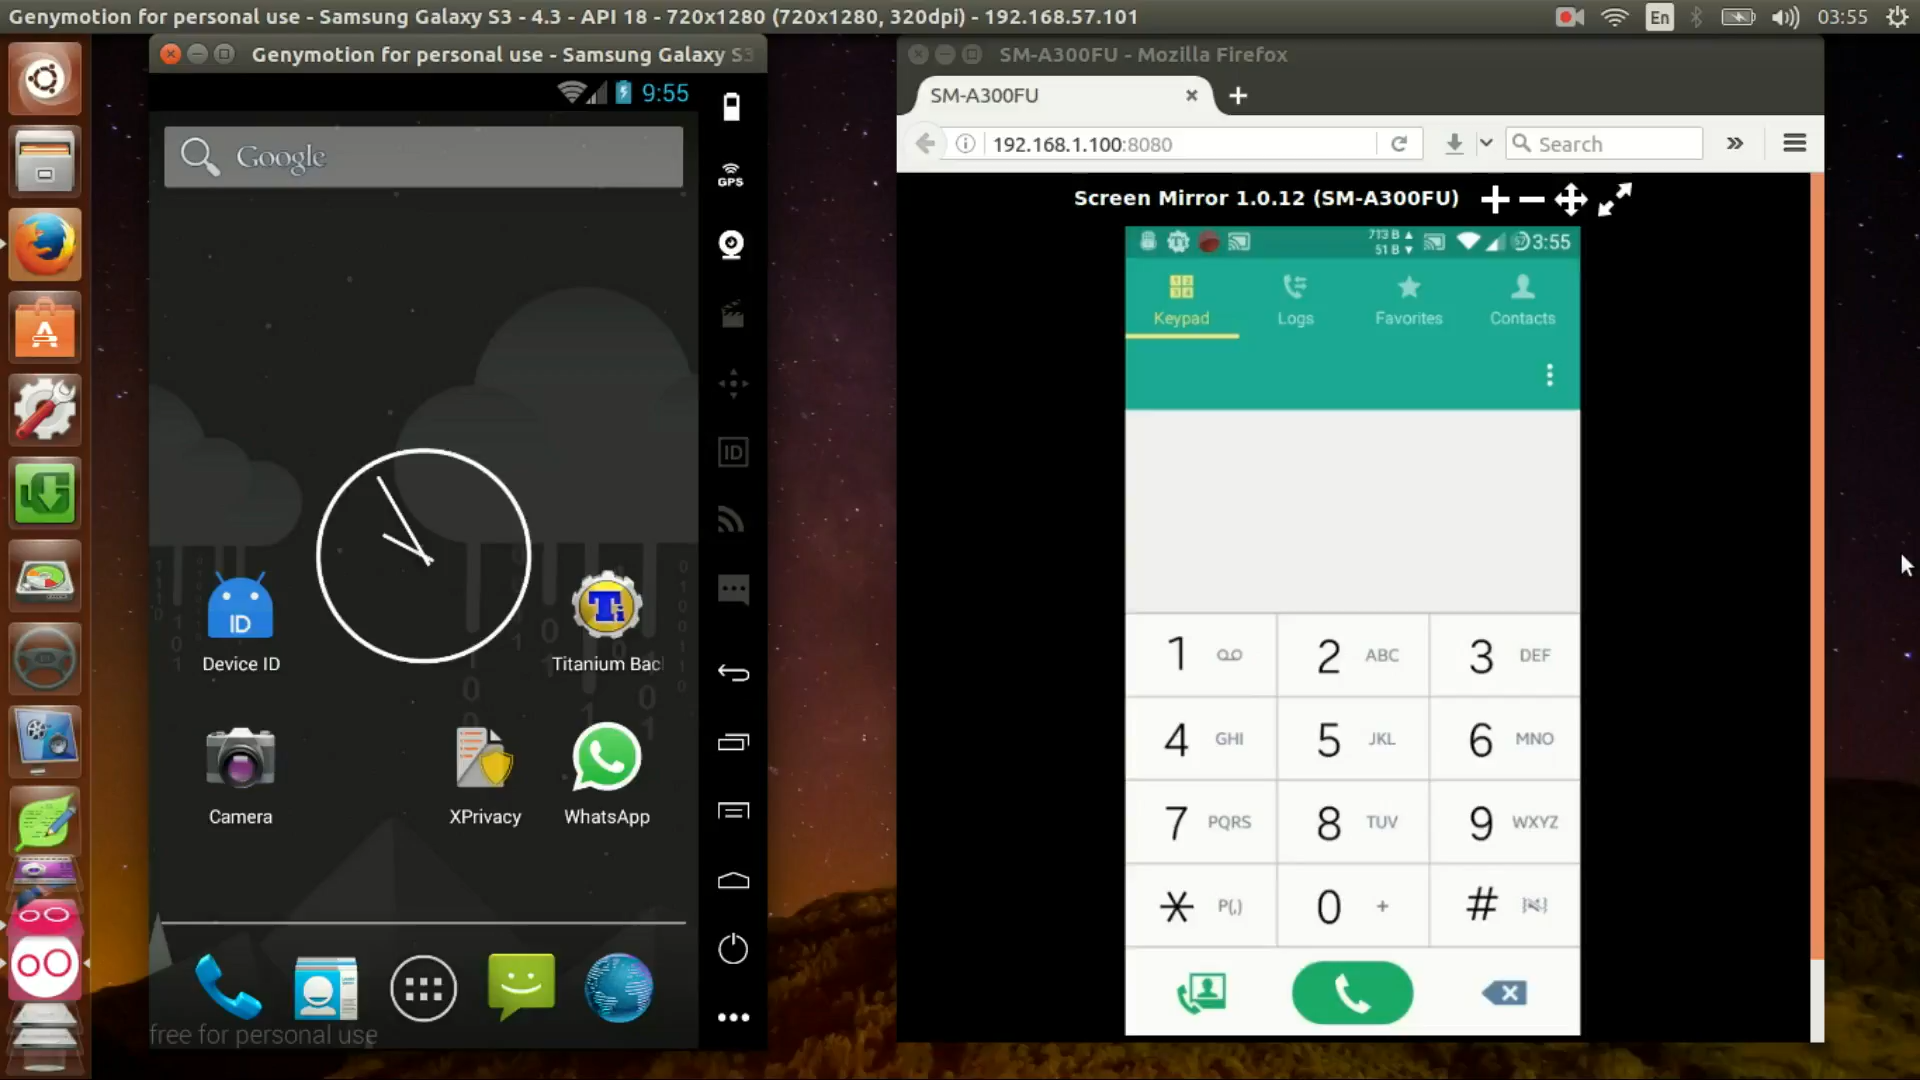 Genymotion for personal use - Samsung Galaxy S3 - 4.3 - API 18 - 720x1280 (720x1280, 320dpi) - 192.168.57.101
En
03:55
Genymotion for personal use - Samsung Galaxy S3
9:55
Google
GPS
ID
ID
Device ID
Ti
Titanium Bac
Camera
XPrivacy
WhatsApp
free for personal use
SM-A300FU - Mozilla Firefox
SM-A300FU
192.168.1.100:8080
Search
Screen Mirror 1.0.12 (SM-A300FU)
713 B
51 B
3:55
Keypad
Logs
Favorites
Contacts
1
2 ABC
3 DEF
4 GHI
5 JKL
6 MNO
7 PQRS
8 TUV
9 WXYZ
* P(,)
0 +
#